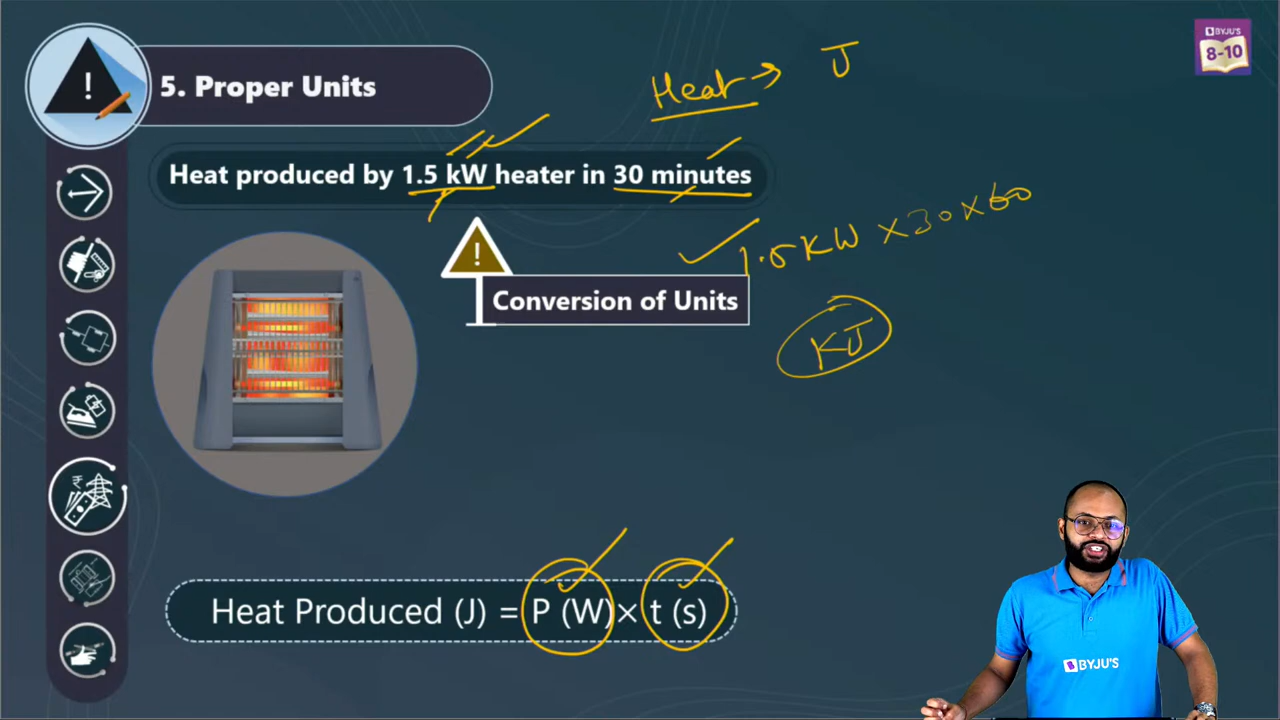 BYJU'S
8-10
5. Proper Units
Heat → J
Heat produced by 1.5 kW heater in 30 minutes
1.5 KW ×30×60
!
Conversion of Units
KJ
Heat Produced (J) = P (W) × t (s)
BYJU'S